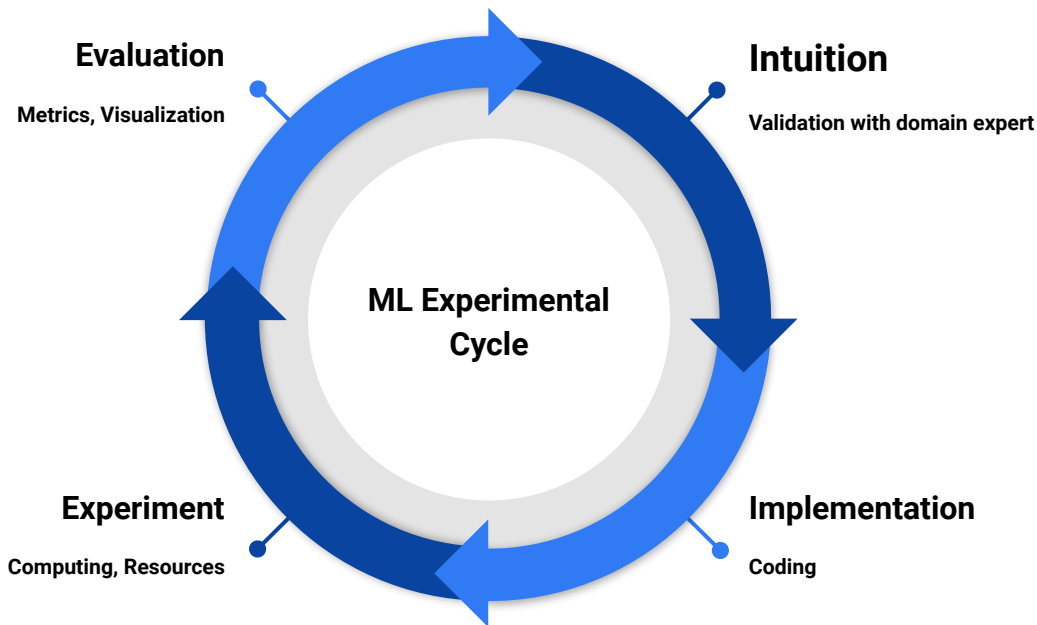 Evaluation
Metrics, Visualization
Intuition
Validation with domain expert
ML Experimental
Cycle
Experiment
Computing, Resources
Implementation
Coding